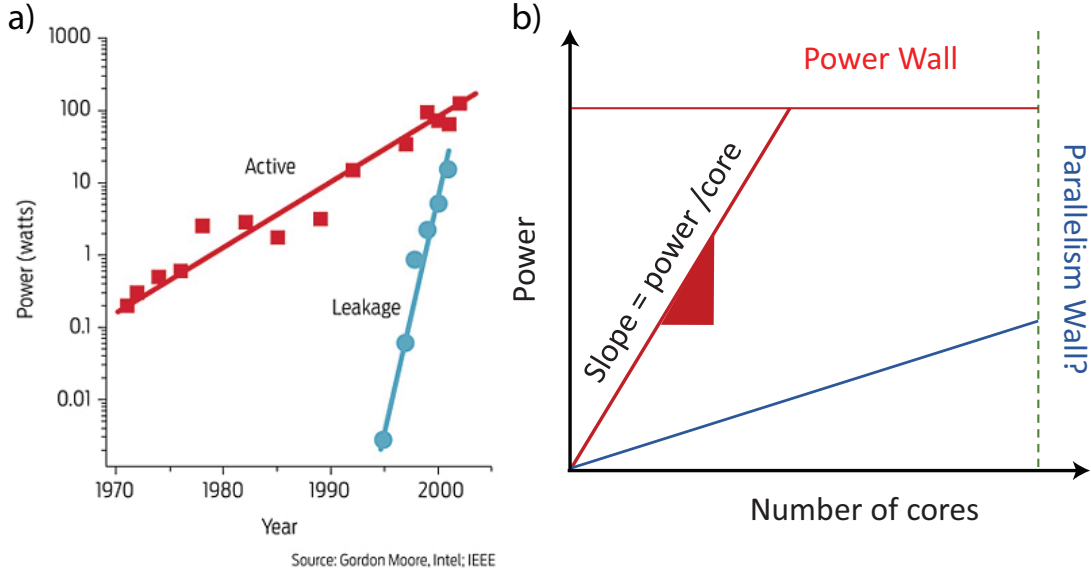 a)
1000
100
10
1
0.1
0.01
Power (watts)
Active
Leakage
1970
1980
1990
2000
Year
Source: Gordon Moore, Intel; IEEE
b)
Power Wall
Slope = power /core
Power
Parallelism Wall?
Number of cores